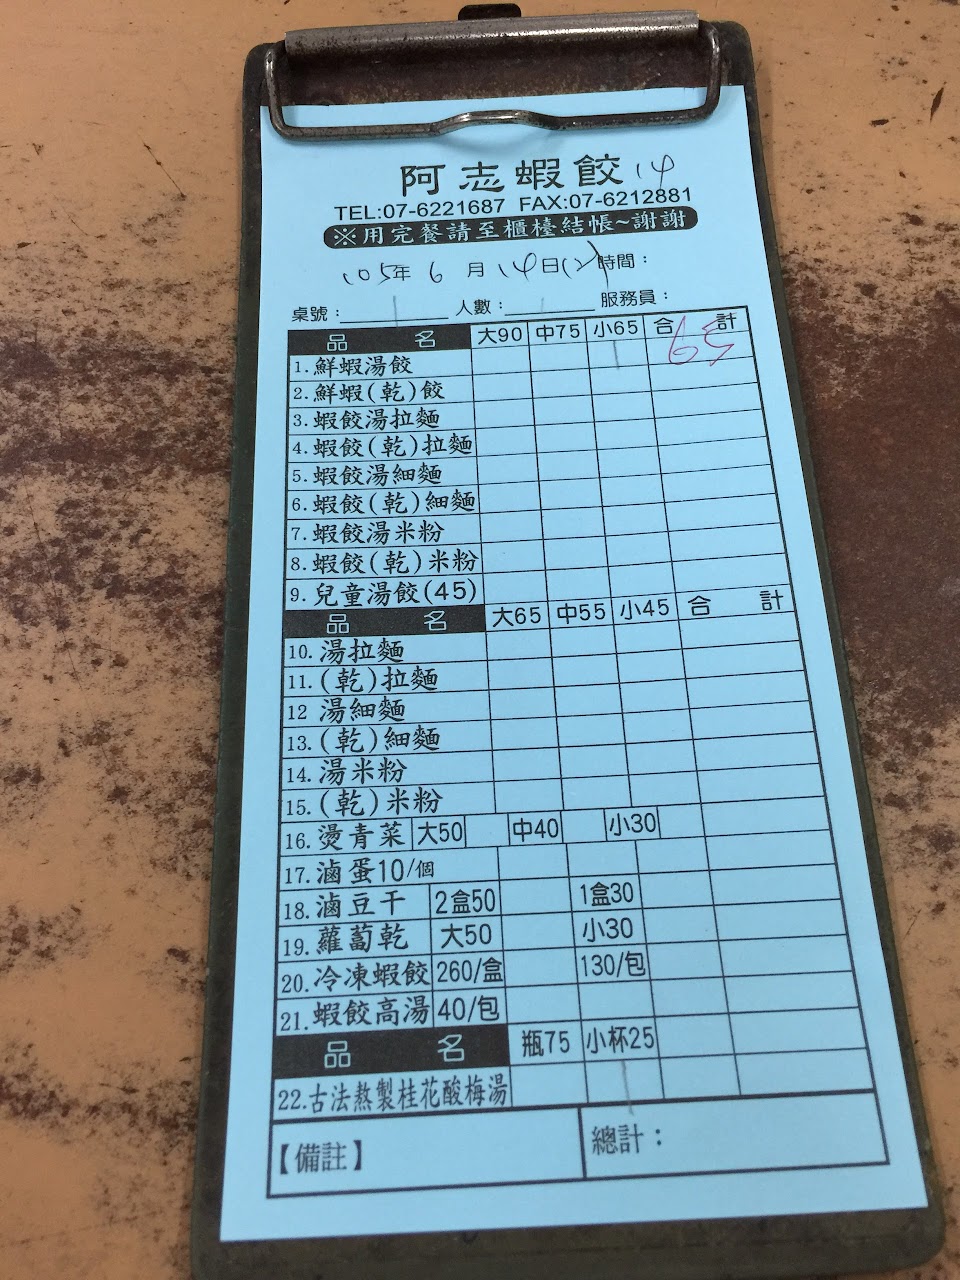 阿志蝦餃 14
TEL:07-6221687 FAX:07-6212881
※用完餐請至櫃檯結帳~謝謝
105年 6 月 14日(2)時間：
桌號： 人數： 服務員：
品 名 大90 中75 小65 合 計
1.鮮蝦湯餃 65
2.鮮蝦(乾)餃
3.蝦餃湯拉麵
4.蝦餃(乾)拉麵
5.蝦餃湯細麵
6.蝦餃(乾)細麵
7.蝦餃湯米粉
8.蝦餃(乾)米粉
9.兒童湯餃(45)
品 名 大65 中55 小45 合 計
10.湯拉麵
11.(乾)拉麵
12 湯細麵
13.(乾)細麵
14.湯米粉
15.(乾)米粉
16.燙青菜 大50 中40 小30
17.滷蛋10/個
18.滷豆干 2盒50 1盒30
19.蘿蔔乾 大50 小30
20.冷凍蝦餃 260/盒 130/包
21.蝦餃高湯 40/包
品 名 瓶75 小杯25
22.古法熬製桂花酸梅湯
【備註】 總計：